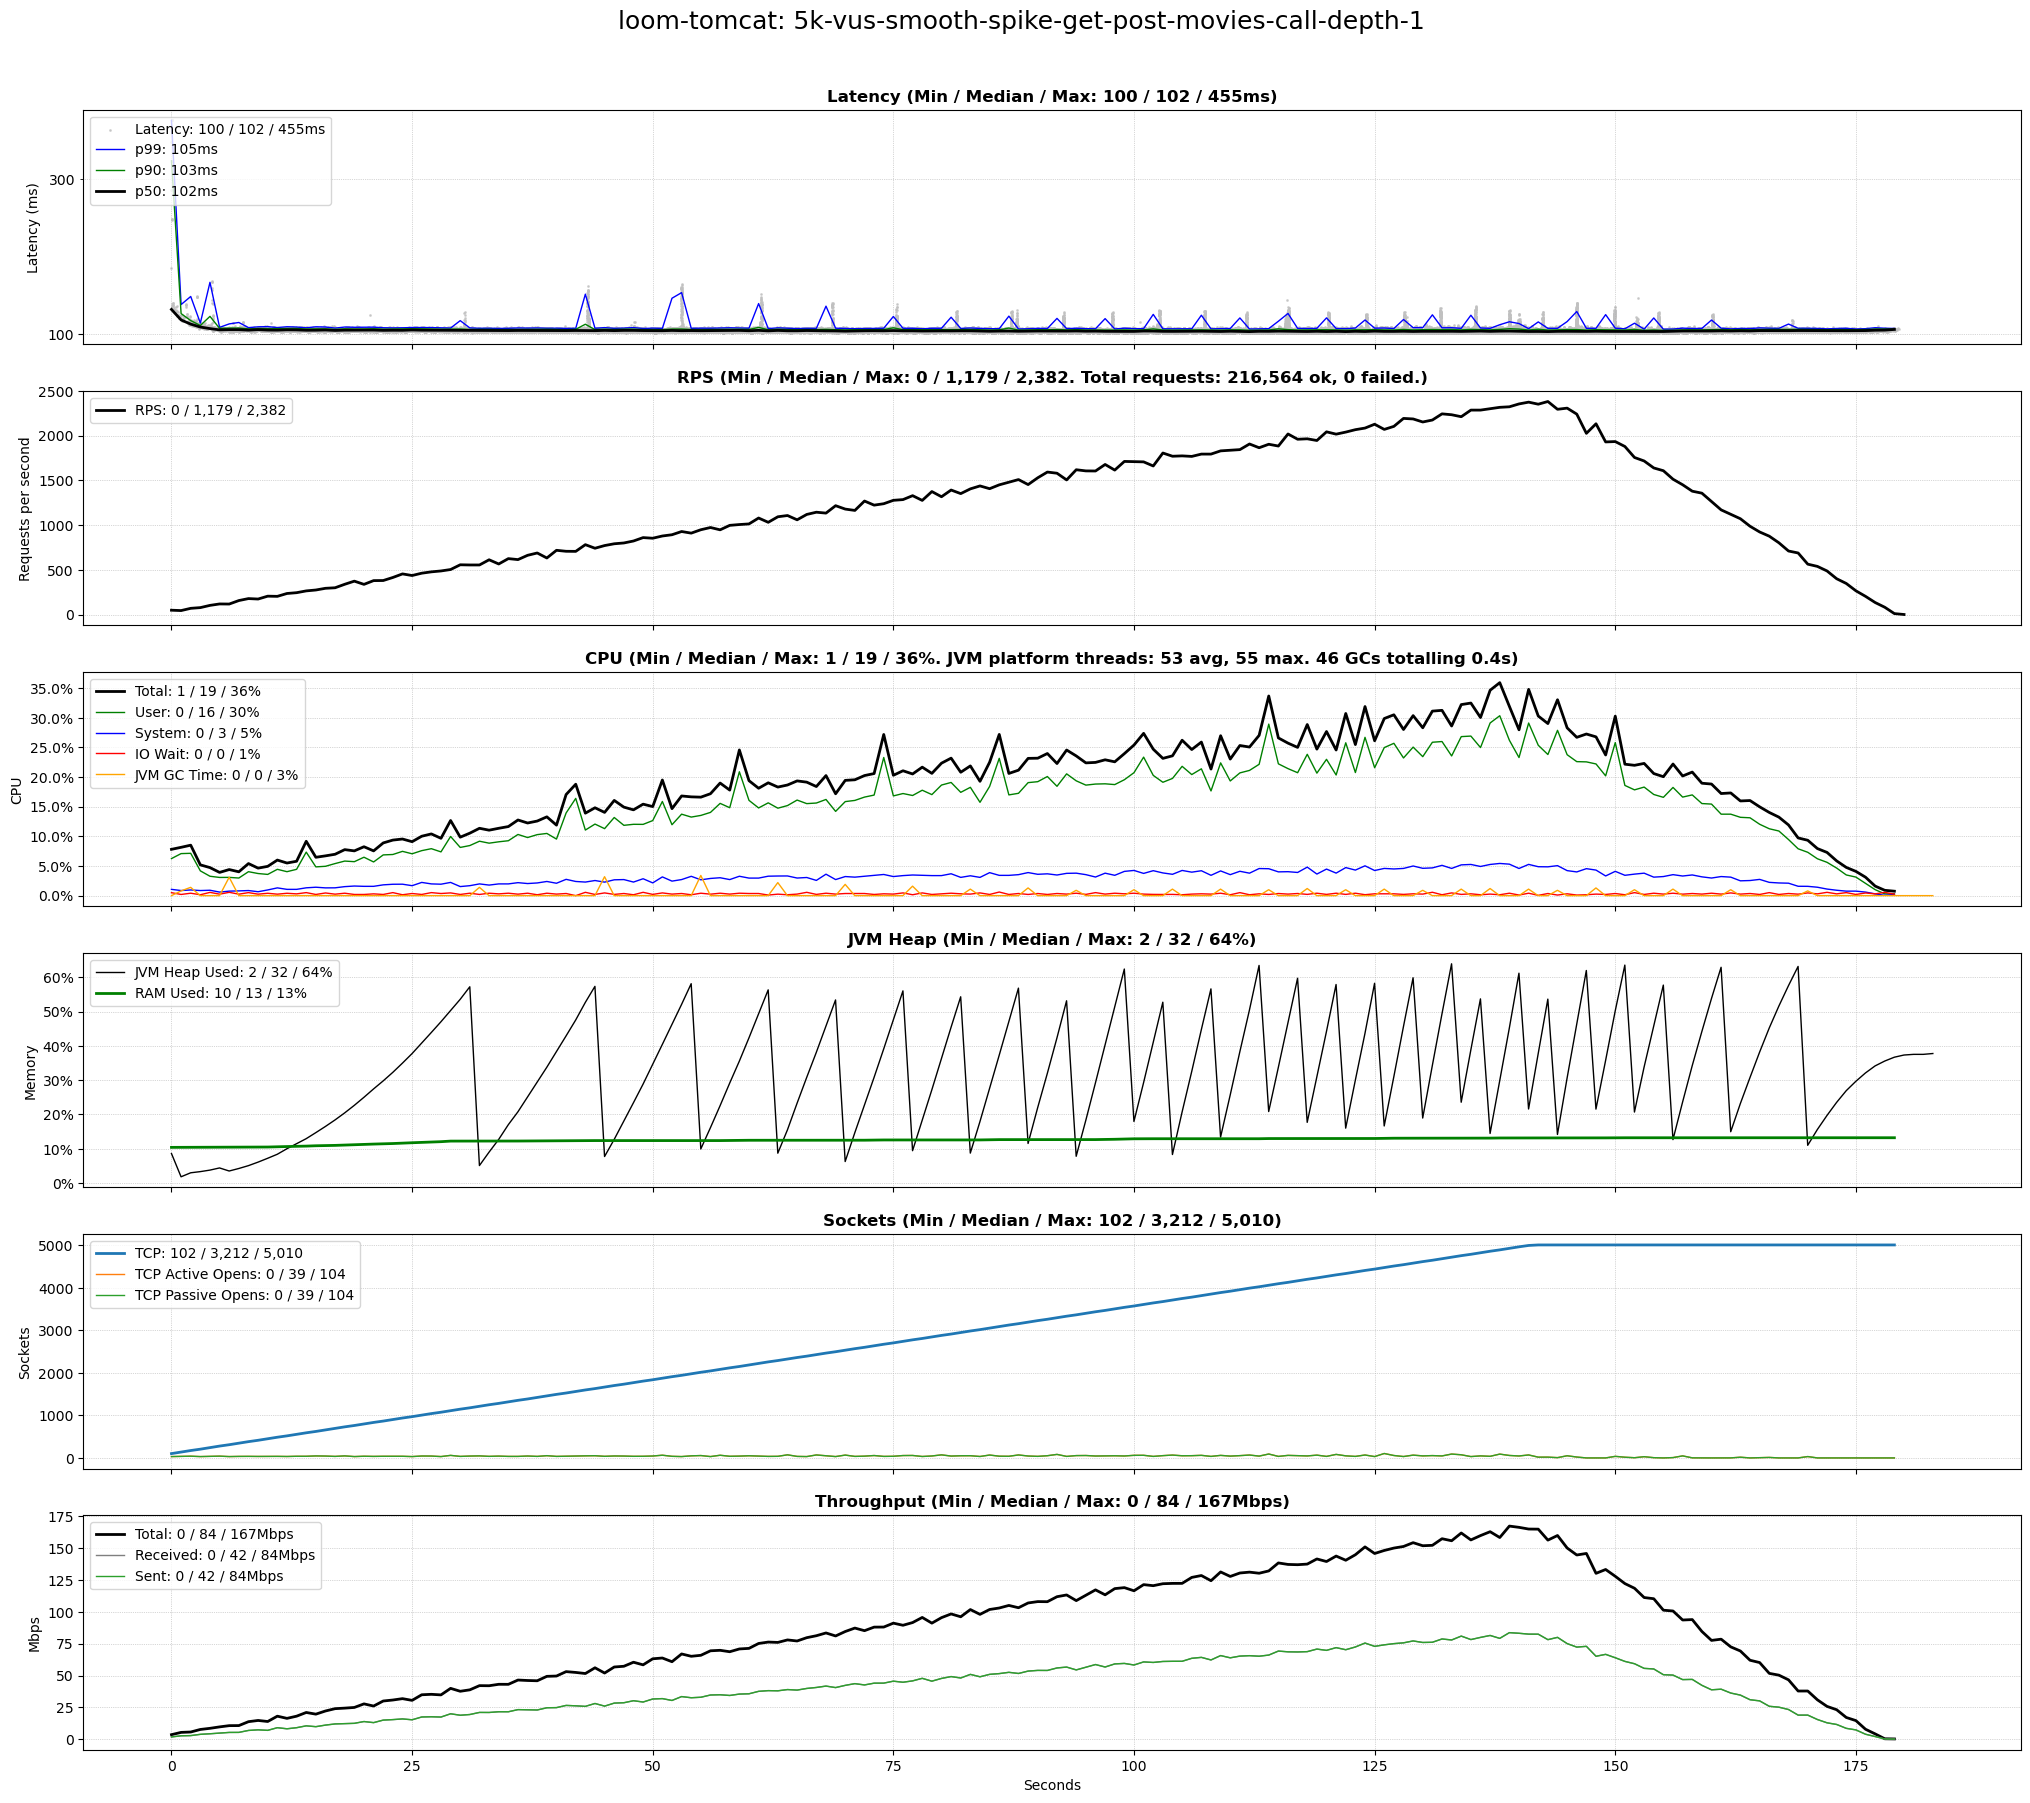 loom-tomcat: 5k-vus-smooth-spike-get-post-movies-call-depth-1
Latency (Min / Median / Max: 100 / 102 / 455ms)
Latency: 100 / 102 / 455ms
p99: 105ms
p90: 103ms
p50: 102ms
300
100
Latency (ms)
RPS (Min / Median / Max: 0 / 1,179 / 2,382. Total requests: 216,564 ok, 0 failed.)
RPS: 0 / 1,179 / 2,382
2500
2000
1500
1000
500
0
Requests per second
CPU (Min / Median / Max: 1 / 19 / 36%. JVM platform threads: 53 avg, 55 max. 46 GCs totalling 0.4s)
Total: 1 / 19 / 36%
User: 0 / 16 / 30%
System: 0 / 3 / 5%
IO Wait: 0 / 0 / 1%
JVM GC Time: 0 / 0 / 3%
35.0%
30.0%
25.0%
20.0%
15.0%
10.0%
5.0%
0.0%
CPU
JVM Heap (Min / Median / Max: 2 / 32 / 64%)
JVM Heap Used: 2 / 32 / 64%
RAM Used: 10 / 13 / 13%
60%
50%
40%
30%
20%
10%
0%
Memory
Sockets (Min / Median / Max: 102 / 3,212 / 5,010)
TCP: 102 / 3,212 / 5,010
TCP Active Opens: 0 / 39 / 104
TCP Passive Opens: 0 / 39 / 104
5000
4000
3000
2000
1000
0
Sockets
Throughput (Min / Median / Max: 0 / 84 / 167Mbps)
Total: 0 / 84 / 167Mbps
Received: 0 / 42 / 84Mbps
Sent: 0 / 42 / 84Mbps
175
150
125
100
75
50
25
0
Mbps
0 25 50 75 100 125 150 175
Seconds